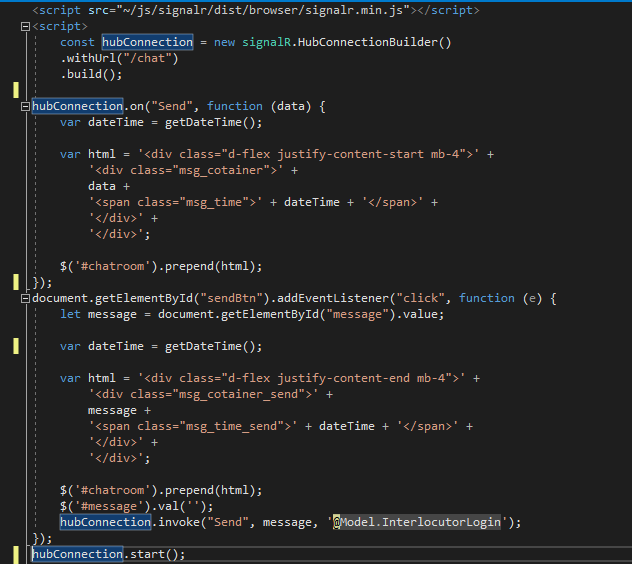 <script src="~/js/signalr/dist/browser/signalr.min.js"></script>
<script>
    const hubConnection = new signalR.HubConnectionBuilder()
    .withUrl("/chat")
    .build();

hubConnection.on("Send", function (data) {
    var dateTime = getDateTime();

    var html = '<div class="d-flex justify-content-start mb-4">' +
        '<div class="msg_cotainer">' +
        data +
        '<span class="msg_time">' + dateTime + '</span>' +
        '</div>' +
        '</div>';

    $('#chatroom').prepend(html);
});
document.getElementById("sendBtn").addEventListener("click", function (e) {
    let message = document.getElementById("message").value;

    var dateTime = getDateTime();

    var html = '<div class="d-flex justify-content-end mb-4">' +
        '<div class="msg_cotainer_send">' +
        message +
        '<span class="msg_time_send">' + dateTime + '</span>' +
        '</div>' +
        '</div>';

    $('#chatroom').prepend(html);
    $('#message').val('');
    hubConnection.invoke("Send", message, '@Model.InterlocutorLogin');
});
hubConnection.start();